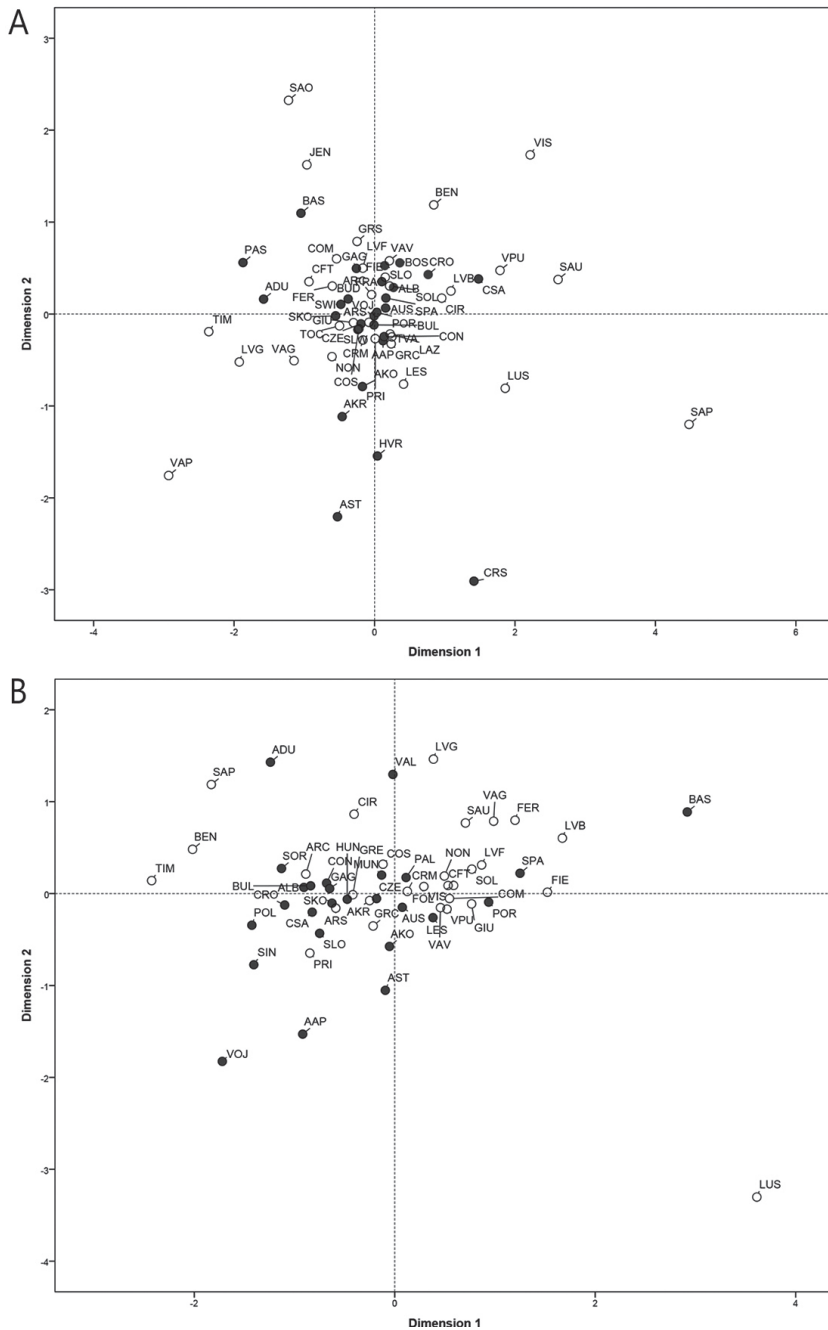 A
3
SAO
2
JEN
VIS
BEN
BAS
1
GRS
PAS
COM
LVF
VAV
GAG
FIE
BOS
CRO
VPU
SAU
CFT
SLO
LVB
CSA
ADU
ARC
BUD
ALB
FER
SOL
CIR
SWI
VOJ
ARS
AUS
SPA
0
TIM
SKO
GIU
POR
BUL
TOC
CZE
SLW
TVA
CON
LVG
VAG
CRM
AAP
GRC
LAZ
NON
COS
AKO
LES
LUS
PRI
-1
AKR
SAP
HVR
VAP
-2
AST
CRS
-3
-4 -2 0 2 4 6
Dimension 1
Dimension 2
B
2
ADU
VAL
LVG
SAP
1
CIR
SAU
VAG
FER
BAS
LVB
BEN
TIM
SOR
ARC
HUN
GRE
COS
NON
LVF
SPA
CON
MUN
PAL
CFT
BUL
ALB
GAG
CZE
CRM
SOL
FIE
0
CRO
SKO
FOL
VIS
COM
POL
CSA
ARS
AKR
GRC
AUS
VPU
POR
SLO
LES
GIU
AKO
VAV
SIN
PRI
-1
AST
AAP
VOJ
-2
-3
LUS
-4
-2 0 2 4
Dimension 1
Dimension 2